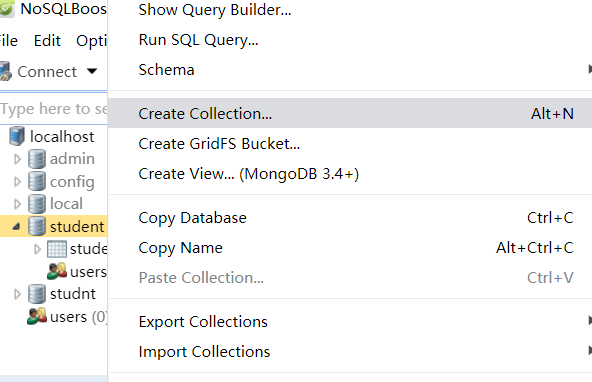 NoSQLBoos
Show Query Builder...
File Edit Opti
Run SQL Query...
Connect
Schema
Type here to se
Create Collection... Alt+N
localhost
Create GridFS Bucket...
admin
Create View... (MongoDB 3.4+)
config
local
Copy Database Ctrl+C
student
Copy Name Alt+Ctrl+C
stude
users
Paste Collection... Ctrl+V
studnt
users (0)
Export Collections
Import Collections